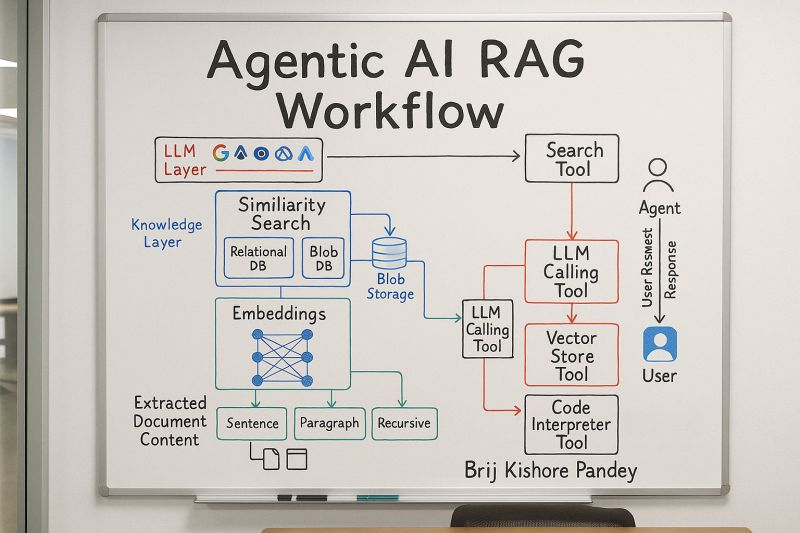 Agentic AI RAG
Workflow
LLM
Layer
Search
Tool
Knowledge
Layer
Similiarity
Search
Relational
DB
Blob
DB
Blob
Storage
Agent
User Rssmest
Response
User
LLM
Calling
Tool
LLM
Calling
Tool
Vector
Store
Tool
Code
Interpreter
Tool
Embeddings
Extracted
Document
Content
Sentence
Paragraph
Recursive
Brij Kishore Pandey